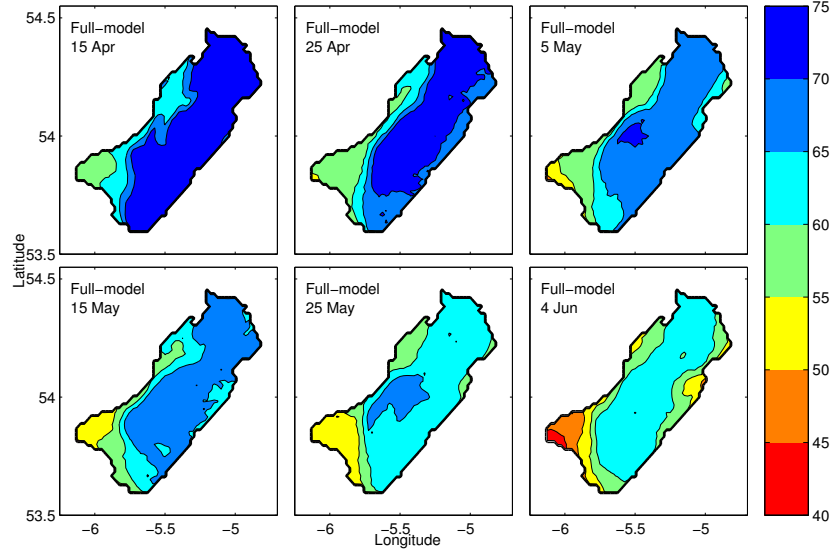 Full−model
15 Apr
Full−model
25 Apr
Full−model
5 May
54.5
54
53.5
75
70
65
60
55
50
45
40
Latitude
Full−model
15 May
Full−model
25 May
Full−model
4 Jun
54.5
54
53.5
−6
−5.5
−5
−6
−5.5
−5
−6
−5.5
−5
Longitude